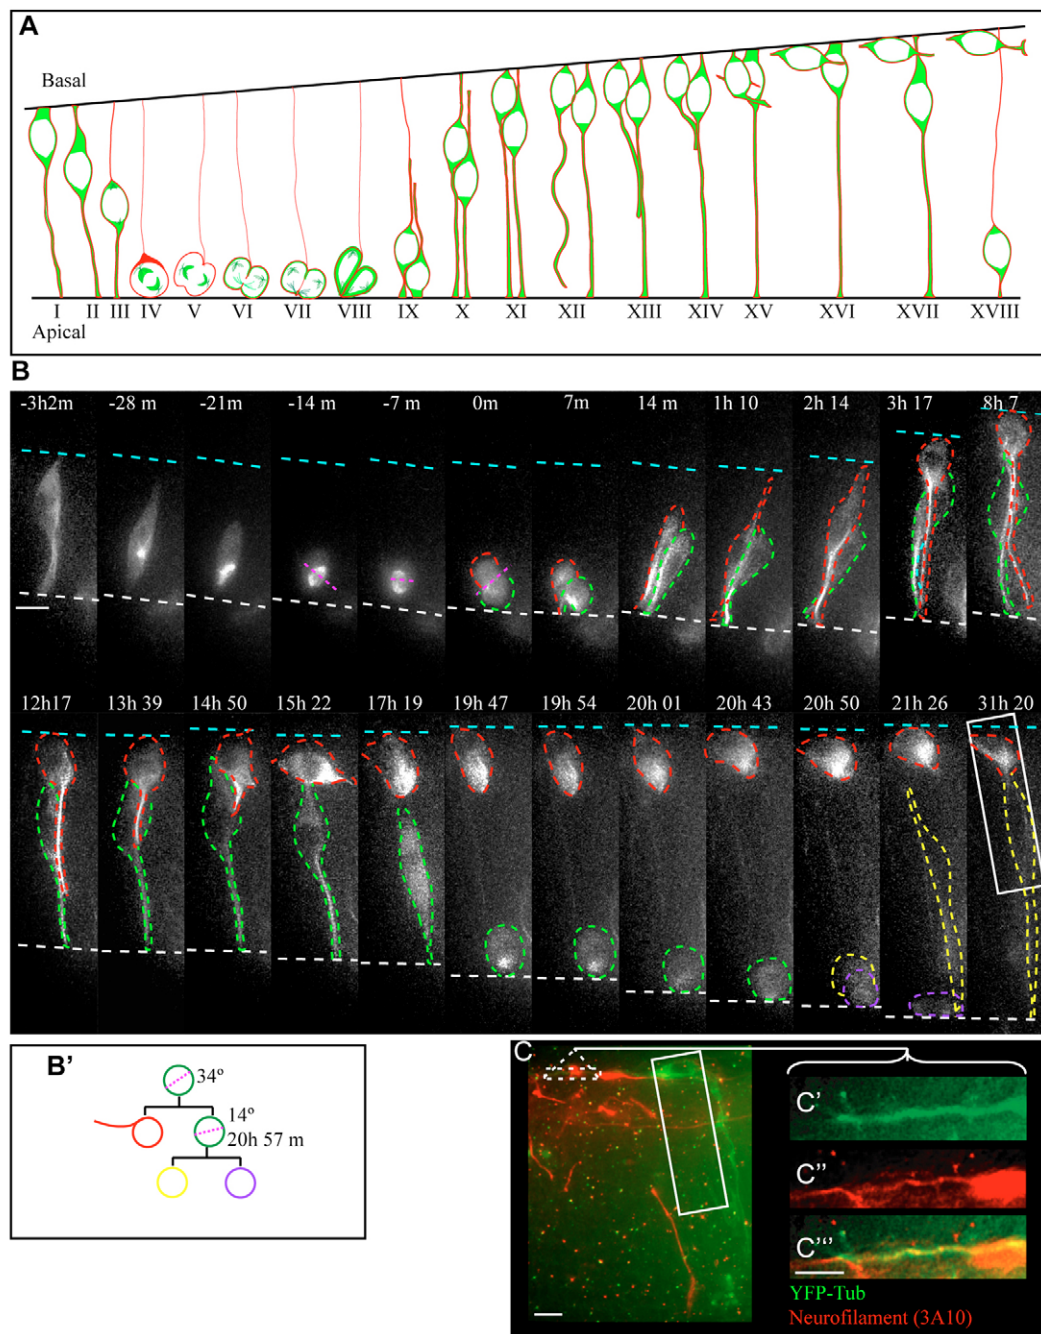 A
Basal
I II III IV V VI VII VIII IX X XI XII XIII XIV XV XVI XVII XVIII
Apical
B
-3h2m -28 m -21m -14 m -7 m 0m 7m 14 m 1h 10 2h 14 3h 17 8h 7
12h17 13h 39 14h 50 15h 22 17h 19 19h 47 19h 54 20h 01 20h 43 20h 50 21h 26 31h 20
B'
34º
14º
20h 57 m
C
C'
C''
C'''
YFP-Tub
Neurofilament (3A10)